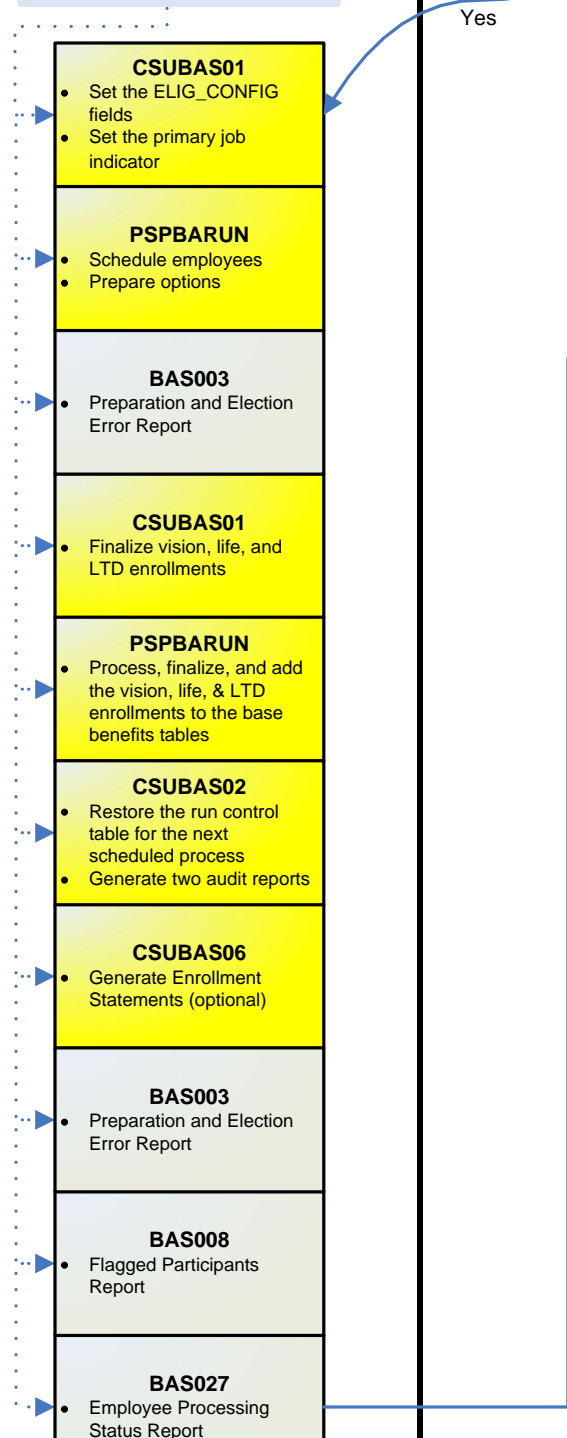 Yes
CSUBAS01
• Set the ELIG_CONFIG
fields
• Set the primary job
indicator
PSPBARUN
• Schedule employees
• Prepare options
BAS003
• Preparation and Election
Error Report
CSUBAS01
• Finalize vision, life, and
LTD enrollments
PSPBARUN
• Process, finalize, and add
the vision, life, & LTD
enrollments to the base
benefits tables
CSUBAS02
• Restore the run control
table for the next
scheduled process
• Generate two audit reports
CSUBAS06
• Generate Enrollment
Statements (optional)
BAS003
• Preparation and Election
Error Report
BAS008
• Flagged Participants
Report
BAS027
• Employee Processing
Status Report